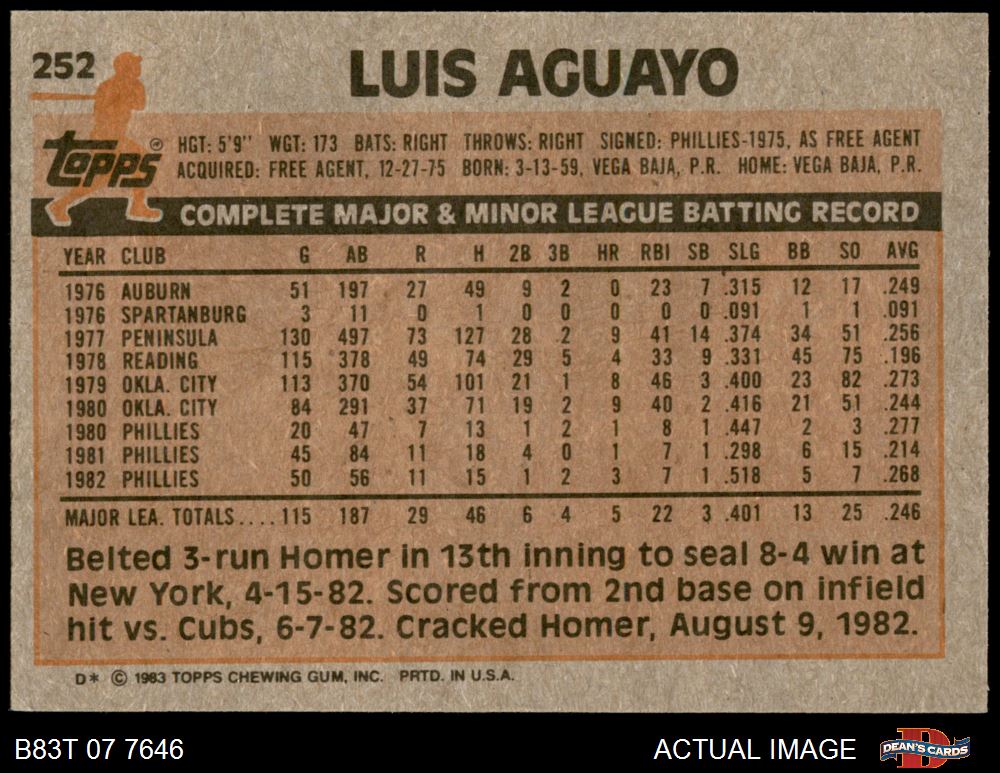 252 LUIS AGUAYO
Topps ® HGT: 5'9" WGT: 173 BATS: RIGHT THROWS: RIGHT SIGNED: PHILLIES-1975, AS FREE AGENT
ACQUIRED: FREE AGENT, 12-27-75 BORN: 3-13-59, VEGA BAJA, P.R. HOME: VEGA BAJA, P.R.
COMPLETE MAJOR & MINOR LEAGUE BATTING RECORD
YEAR CLUB G AB R H 2B 3B HR RBI SB SLG BB SO AVG
1976 AUBURN 51 197 27 49 9 2 0 23 7 .315 12 17 .249
1976 SPARTANBURG 3 11 0 1 0 0 0 0 0 .091 1 1 .091
1977 PENINSULA 130 497 73 127 28 2 9 41 14 .374 34 51 .256
1978 READING 115 378 49 74 29 5 4 33 9 .331 45 75 .196
1979 OKLA. CITY 113 370 54 101 21 1 8 46 3 .400 23 82 .273
1980 OKLA. CITY 84 291 37 71 19 2 9 40 2 .416 21 51 .244
1980 PHILLIES 20 47 7 13 1 2 1 8 1 .447 2 3 .277
1981 PHILLIES 45 84 11 18 4 0 1 7 1 .298 6 15 .214
1982 PHILLIES 50 56 11 15 1 2 3 7 1 .518 5 7 .268
MAJOR LEA. TOTALS.... 115 187 29 46 6 4 5 22 3 .401 13 25 .246
Belted 3-run Homer in 13th inning to seal 8-4 win at
New York, 4-15-82. Scored from 2nd base on infield
hit vs. Cubs, 6-7-82. Cracked Homer, August 9, 1982.
D* © 1983 TOPPS CHEWING GUM, INC. PRTD. IN U.S.A.
B83T 07 7646 ACTUAL IMAGE DEAN'S CARDS